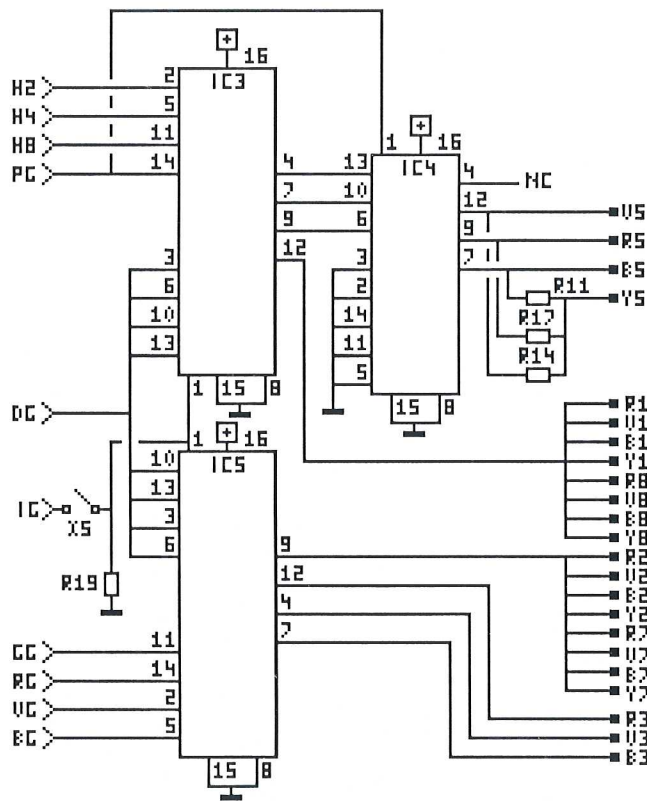 + 16
IC3
H2 2
H4 5
H8 11
PG 14
4 13
7 10
9 6
12
3
6
10
13
1 15 8
1 + 16
IC4
4 NC
12 V5
9 R5
7 B5
R11 Y5
R17
R14
3
2
14
11
5
15 8
DG
1 + 16
IC5
10
13
3
6
IG X5
R19
9
12
4
7
GG 11
RG 14
VG 2
BG 5
15 8
R1
V1
B1
Y1
R8
V8
B8
Y8
R2
V2
B2
Y2
R7
V7
B7
Y7
R3
V3
B3